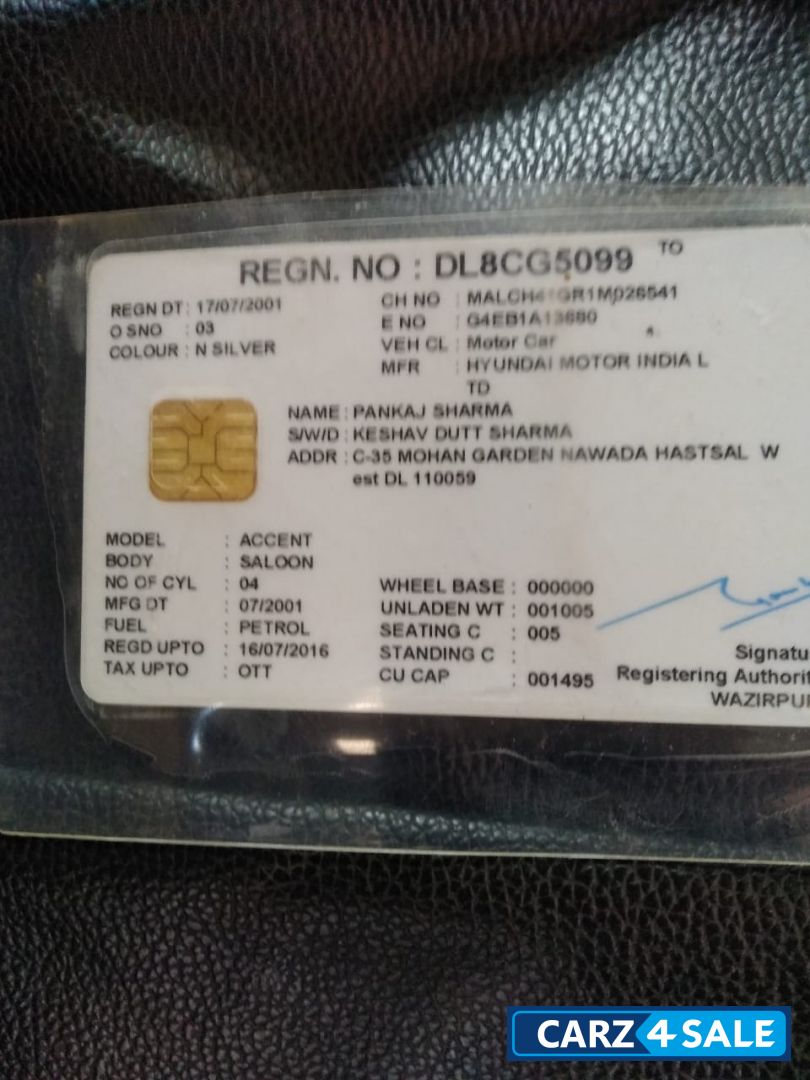 REGN. NO : DL8CG5099 TO
REGN DT : 17/07/2001
O SNO : 03
COLOUR : N SILVER
CH NO :
E NO :
VEH CL : Motor Car
MFR : HYUNDAI MOTOR INDIA L
TD
NAME : PANKAJ SHARMA
S/W/D : KESHAV DUTT SHARMA
ADDR : C-35 MOHAN GARDEN NAWADA HASTSAL W
est DL 110059
MODEL : ACCENT
BODY : SALOON
NO OF CYL : 04
MFG DT : 07/2001
FUEL : PETROL
REGD UPTO : 16/07/2016
TAX UPTO : OTT
WHEEL BASE : 000000
UNLADEN WT : 001005
SEATING C : 005
STANDING C :
CU CAP : 001495
Signatu
Registering Authorit
WAZIRPU
CARZ 4 SALE